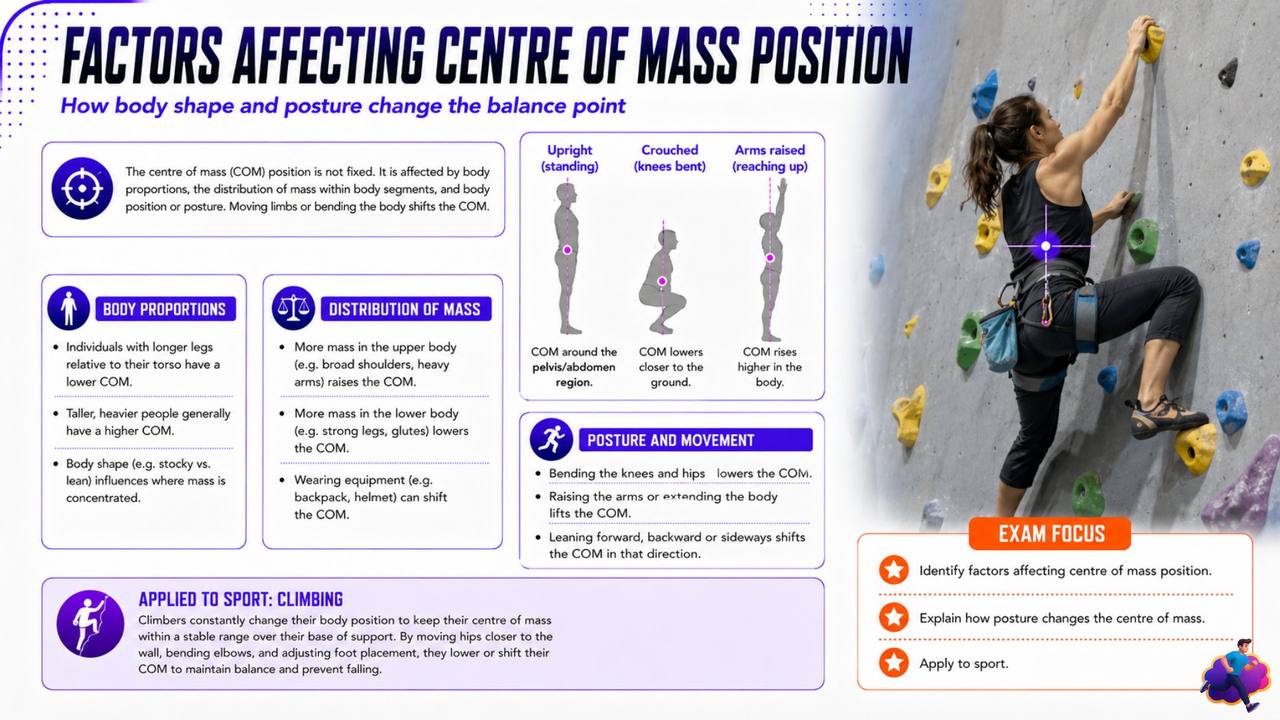 FACTORS AFFECTING CENTRE OF MASS POSITION
How body shape and posture change the balance point
The centre of mass (COM) position is not fixed. It is affected by body
proportions, the distribution of mass within body segments, and body
position or posture. Moving limbs or bending the body shifts the COM.
BODY PROPORTIONS
• Individuals with longer legs
relative to their torso have a
lower COM.
• Taller, heavier people generally
have a higher COM.
• Body shape (e.g. stocky vs.
lean) influences where mass is
concentrated.
DISTRIBUTION OF MASS
• More mass in the upper body
(e.g. broad shoulders, heavy
arms) raises the COM.
• More mass in the lower body
(e.g. strong legs, glutes) lowers
the COM.
• Wearing equipment (e.g.
backpack, helmet) can shift
the COM.
Upright
(standing)
Crouched
(knees bent)
Arms raised
(reaching up)
COM around the
pelvis/abdomen
region.
COM lowers
closer to the
ground.
COM rises
higher in the
body.
POSTURE AND MOVEMENT
• Bending the knees and hips lowers the COM.
• Raising the arms or extending the body
lifts the COM.
• Leaning forward, backward or sideways shifts
the COM in that direction.
APPLIED TO SPORT: CLIMBING
Climbers constantly change their body position to keep their centre of mass
within a stable range over their base of support. By moving hips closer to the
wall, bending elbows, and adjusting foot placement, they lower or shift their
COM to maintain balance and prevent falling.
EXAM FOCUS
Identify factors affecting centre of mass position.
Explain how posture changes the centre of mass.
Apply to sport.